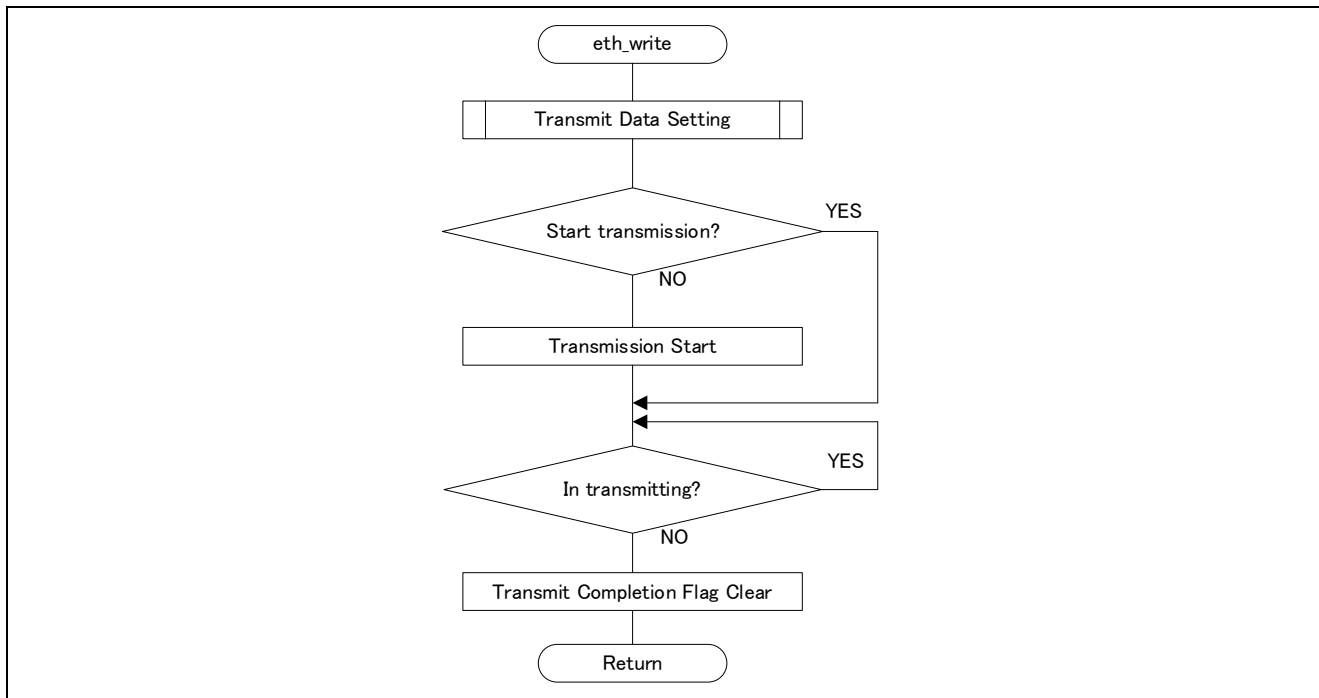 eth_write
Transmit Data Setting
YES
Start transmission?
NO
Transmission Start
YES
In transmitting?
NO
Transmit Completion Flag Clear
Return